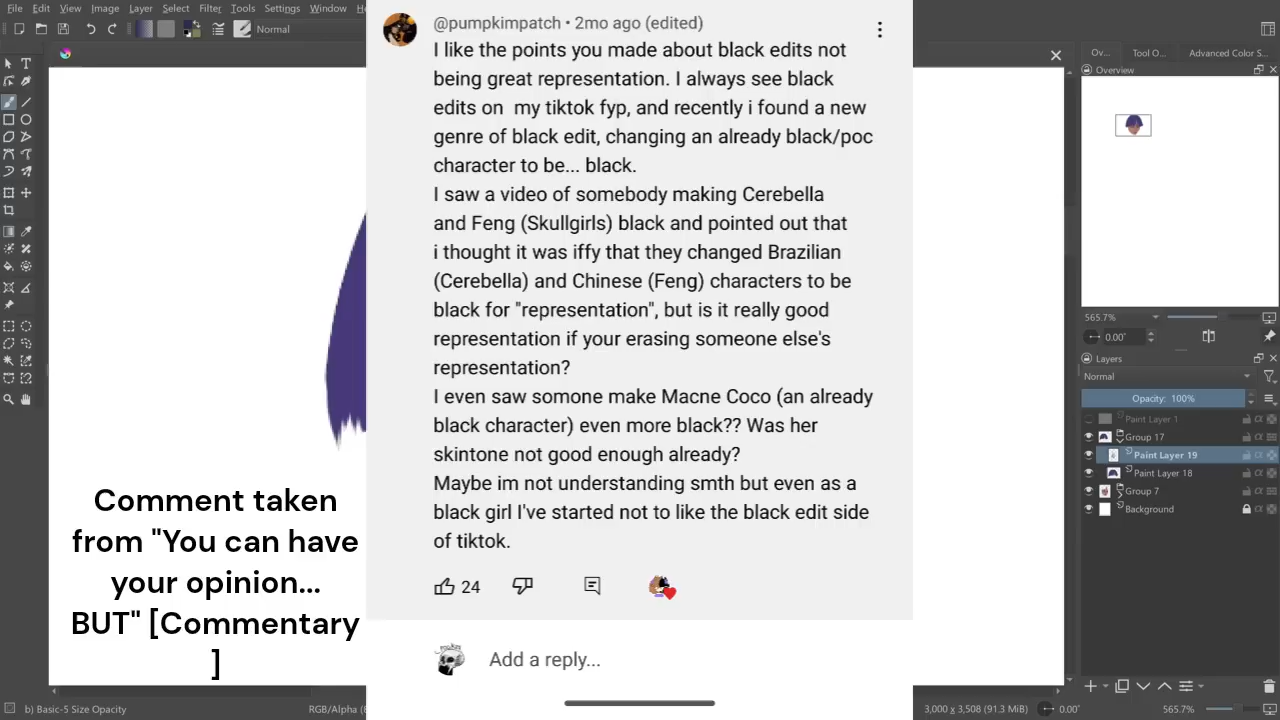 File Edit View Image Layer Select Filter Tools Settings Window H
Normal
@pumpkimpatch • 2mo ago (edited)
I like the points you made about black edits not
being great representation. I always see black
edits on my tiktok fyp, and recently i found a new
genre of black edit, changing an already black/poc
character to be... black.
I saw a video of somebody making Cerebella
and Feng (Skullgirls) black and pointed out that
i thought it was iffy that they changed Brazilian
(Cerebella) and Chinese (Feng) characters to be
black for "representation", but is it really good
representation if your erasing someone else's
representation?
I even saw somone make Macne Coco (an already
black character) even more black?? Was her
skintone not good enough already?
Maybe im not understanding smth but even as a
black girl I've started not to like the black edit side
of tiktok.
24
Add a reply...
Comment taken
from "You can have
your opinion...
BUT" [Commentary
]
Ov... Tool O... Advanced Color S...
Overview
565.7%
0.00°
Layers
Normal
Opacity: 100%
Paint Layer 1
Group 17
Paint Layer 19
Paint Layer 18
Group 7
Background
b) Basic-5 Size Opacity
RGB/Alpha (8
3,000 x 3,508 (91.3 MiB)
0.00°
565.7%